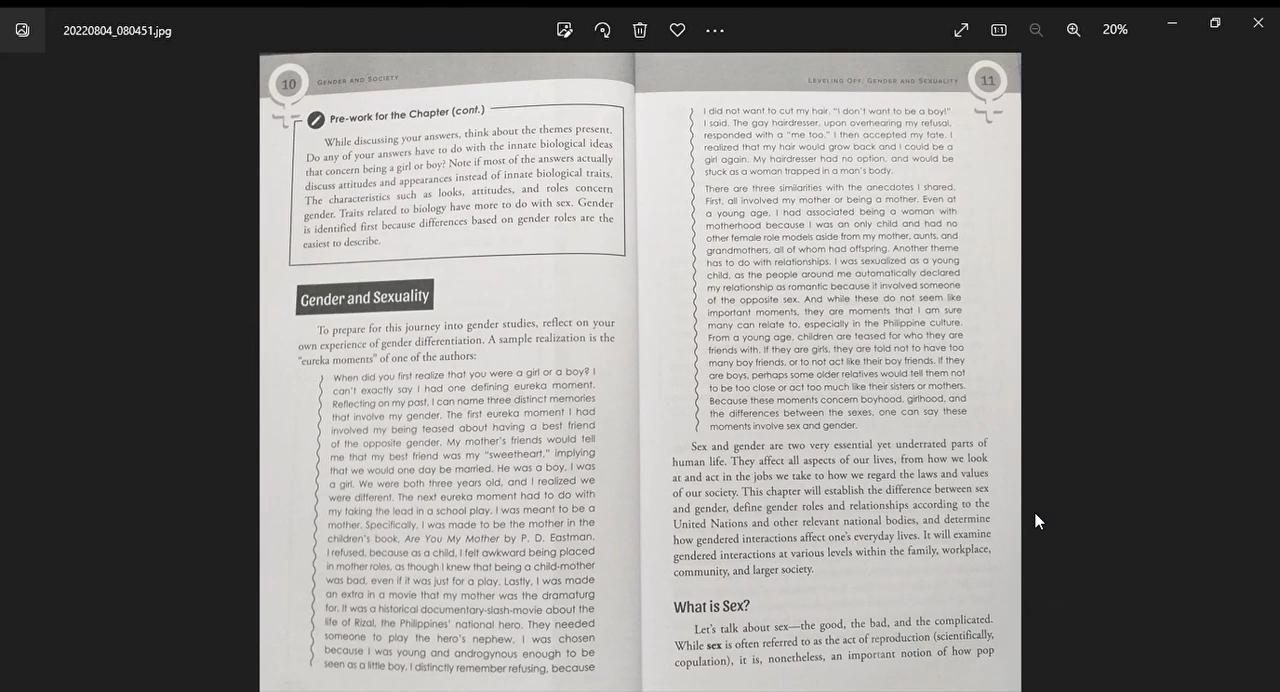 20220804_080451.jpg
20%
10 GENDER AND SOCIETY
Pre-work for the Chapter (cont.)
While discussing your answers, think about the themes present.
Do any of your answers have to do with the innate biological ideas
that concern being a girl or boy? Note if most of the answers actually
discuss attitudes and appearances instead of innate biological traits.
The characteristics such as looks, attitudes, and roles concern
gender. Traits related to biology have more to do with sex. Gender
is identified first because differences based on gender roles are the
easiest to describe.
Gender and Sexuality
To prepare for this journey into gender studies, reflect on your
own experience of gender differentiation. A sample realization is the
"eureka moments" of one of the authors:
When did you first realize that you were a girl or a boy? I
can't exactly say I had one defining eureka moment.
Reflecting on my past, I can name three distinct memories
that involve my gender. The first eureka moment I had
involved my being teased about having a best friend
of the opposite gender. My mother's friends would tell
me that my best friend was my "sweetheart," implying
that we would one day be married. He was a boy, I was
a girl. We were both three years old, and I realized we
were different. The next eureka moment had to do with
my taking the lead in a school play. I was meant to be a
mother. Specifically, I was made to be the mother in the
children's book, Are You My Mother by P. D. Eastman.
I refused, because as a child, I felt awkward being placed
in mother roles, as though I knew that being a child-mother
was bad, even if it was just for a play. Lastly, I was made
an extra in a movie that my mother was the dramaturg
for. It was a historical documentary-slash-movie about the
life of Rizal, the Philippines' national hero. They needed
someone to play the hero's nephew. I was chosen
because I was young and androgynous enough to be
seen as a little boy. I distinctly remember refusing, because
LEVELING OFF: GENDER AND SEXUALITY 11
I did not want to cut my hair. "I don't want to be a boy!"
I said. The gay hairdresser, upon overhearing my refusal,
responded with a "me too." I then accepted my fate. I
realized that my hair would grow back and I could be a
girl again. My hairdresser had no option, and would be
stuck as a woman trapped in a man's body.
There are three similarities with the anecdotes I shared.
First, all involved my mother or being a mother. Even at
a young age, I had associated being a woman with
motherhood because I was an only child and had no
other female role models aside from my mother, aunts, and
grandmothers, all of whom had offspring. Another theme
has to do with relationships. I was sexualized as a young
child, as the people around me automatically declared
my relationship as romantic because it involved someone
of the opposite sex. And while these do not seem like
important moments, they are moments that I am sure
many can relate to, especially in the Philippine culture.
From a young age, children are teased for who they are
friends with. If they are girls, they are told not to have too
many boy friends, or to not act like their boy friends. If they
are boys, perhaps some older relatives would tell them not
to be too close or act too much like their sisters or mothers.
Because these moments concern boyhood, girlhood, and
the differences between the sexes, one can say these
moments involve sex and gender.
Sex and gender are two very essential yet underrated parts of
human life. They affect all aspects of our lives, from how we look
at and act in the jobs we take to how we regard the laws and values
of our society. This chapter will establish the difference between sex
and gender, define gender roles and relationships according to the
United Nations and other relevant national bodies, and determine
how gendered interactions affect one's everyday lives. It will examine
gendered interactions at various levels within the family, workplace,
community, and larger society.
What is Sex?
Let's talk about sex—the good, the bad, and the complicated.
While sex is often referred to as the act of reproduction (scientifically,
copulation), it is, nonetheless, an important notion of how pop